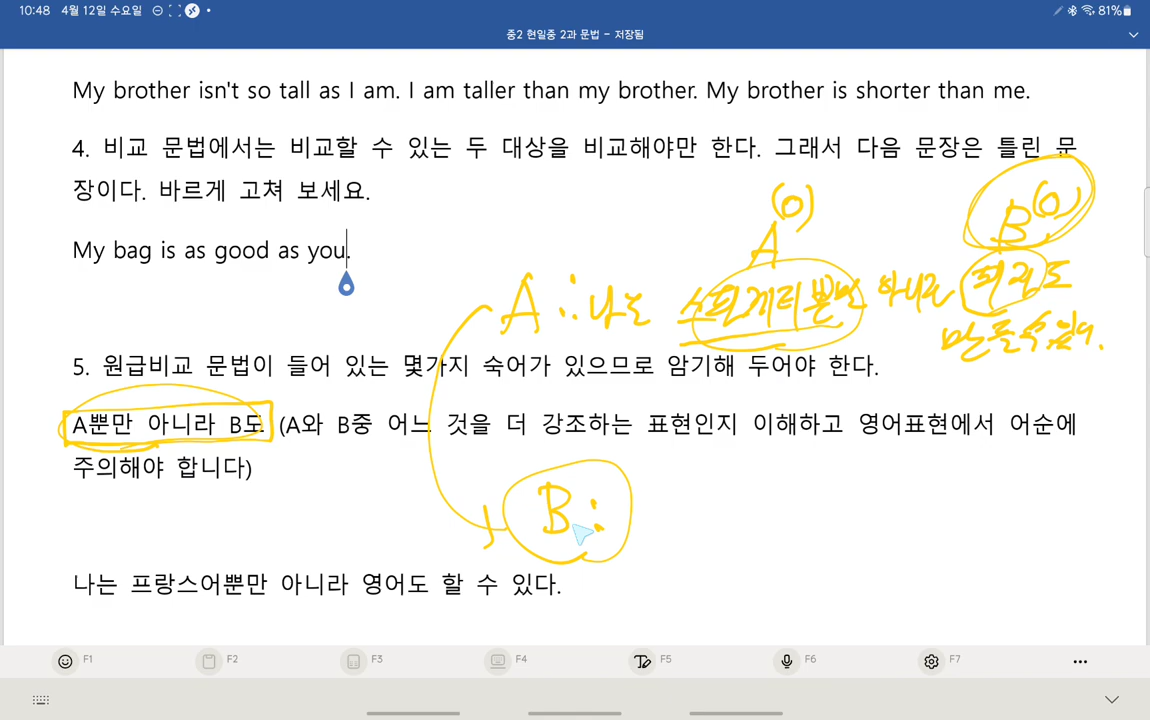 10:48 4월 12일 수요일 81%
중2 현일중 2과 문법 – 저장됨
My brother isn't so tall as I am. I am taller than my brother. My brother is shorter than me.
4. 비교 문법에서는 비교할 수 있는 두 대상을 비교해야만 한다. 그래서 다음 문장은 틀린 문
장이다. 바르게 고쳐 보세요.
(O) (O)
A B
My bag is as good as you.
A : 나는 스파게티뿐만 아니라 피자도
만들 수 있다.
5. 원급비교 문법이 들어 있는 몇가지 숙어가 있으므로 암기해 두어야 한다.
A뿐만 아니라 B도 (A와 B중 어느 것을 더 강조하는 표현인지 이해하고 영어표현에서 어순에
주의해야 합니다)
B :
나는 프랑스어뿐만 아니라 영어도 할 수 있다.
F1 F2 F3 F4 F5 F6 F7